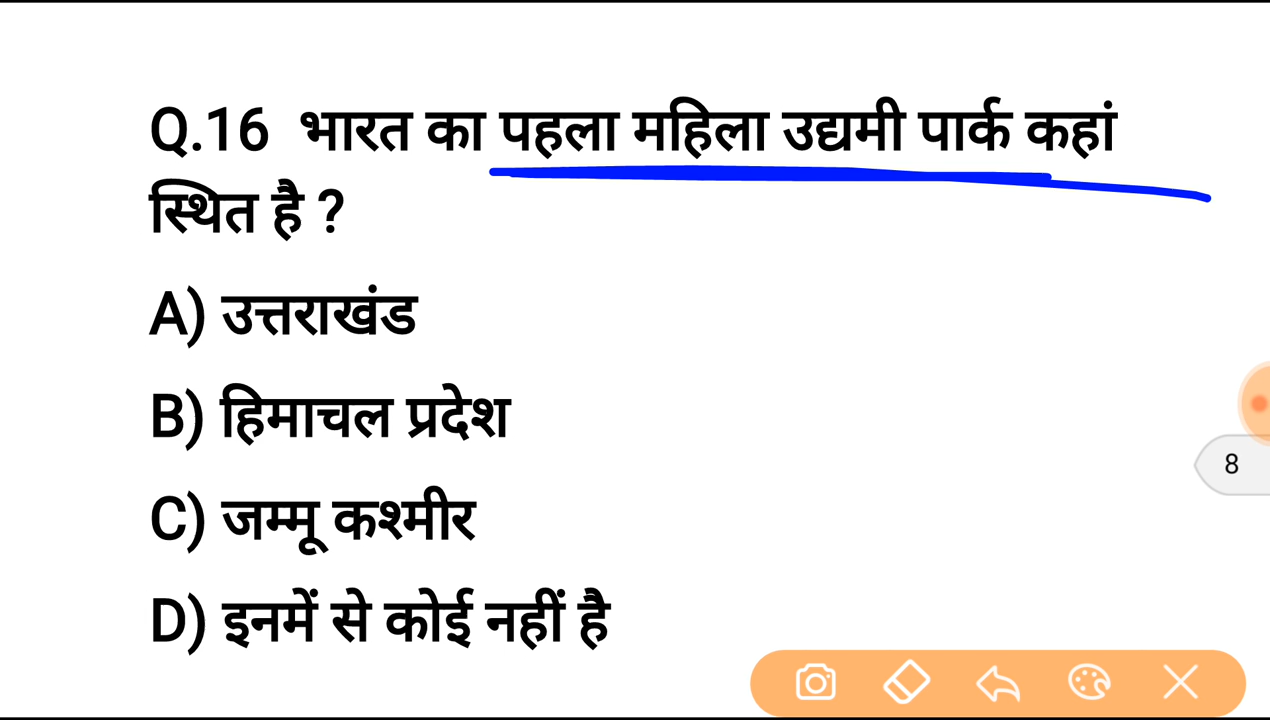 Q.16 भारत का पहला महिला उद्यमी पार्क कहां
स्थित है ?
A) उत्तराखंड
B) हिमाचल प्रदेश
C) जम्मू कश्मीर
8
D) इनमें से कोई नहीं है